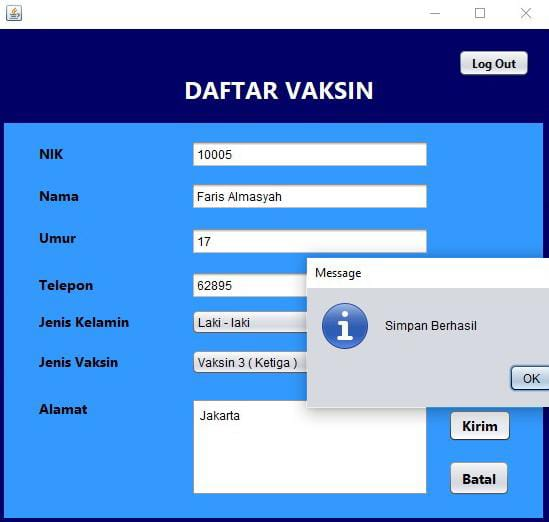 Log Out
DAFTAR VAKSIN
NIK 10005
Nama Faris Almasyah
Umur 17
Telepon 62895
Message
Simpan Berhasil
OK
Jenis Kelamin Laki - laki
Jenis Vaksin Vaksin 3 ( Ketiga )
Alamat Jakarta
Kirim
Batal